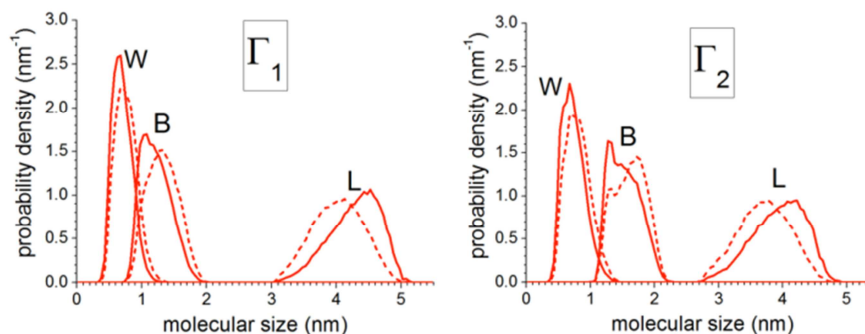 3.0
2.5
2.0
1.5
1.0
0.5
0.0
probability density (nm⁻¹)
W
B
L
Γ₁
0 1 2 3 4 5
molecular size (nm)
3.0
2.5
2.0
1.5
1.0
0.5
0.0
probability density (nm⁻¹)
W
B
L
Γ₂
0 1 2 3 4 5
molecular size (nm)